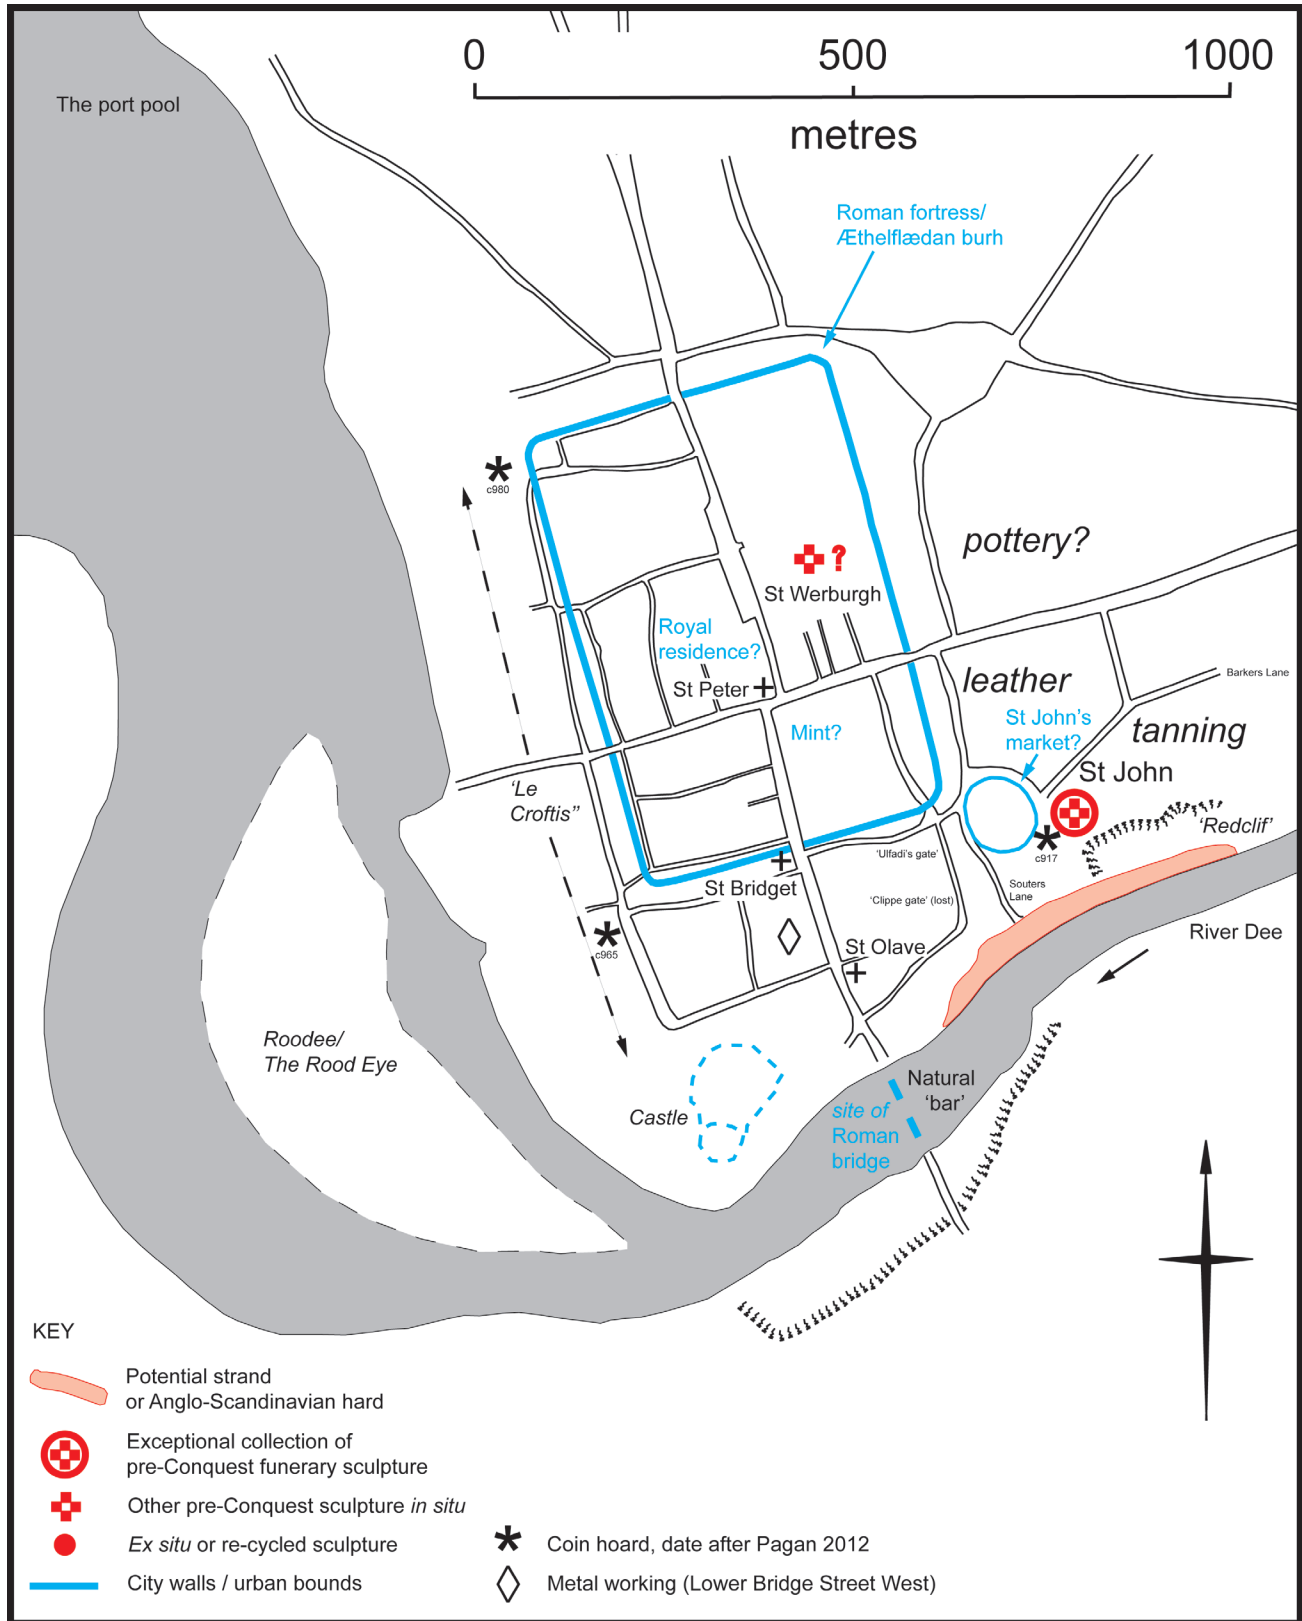 0 500 1000
metres
The port pool
Roman fortress/
Æthelflædan burh
c980
pottery?
?
St Werburgh
Royal
residence?
St Peter
leather
Barkers Lane
St John's
market?
Mint?
tanning
St John
'Le
Croftis"
'Redclif'
'Ulfadi's gate'
c917
St Bridget
Souters
Lane
'Clippe gate' (lost)
River Dee
St Olave
c965
Roodee/
The Rood Eye
Natural
'bar'
Castle
site of
Roman
bridge
KEY
Potential strand
or Anglo-Scandinavian hard
Exceptional collection of
pre-Conquest funerary sculpture
Other pre-Conquest sculpture in situ
Ex situ or re-cycled sculpture
City walls / urban bounds
Coin hoard, date after Pagan 2012
Metal working (Lower Bridge Street West)